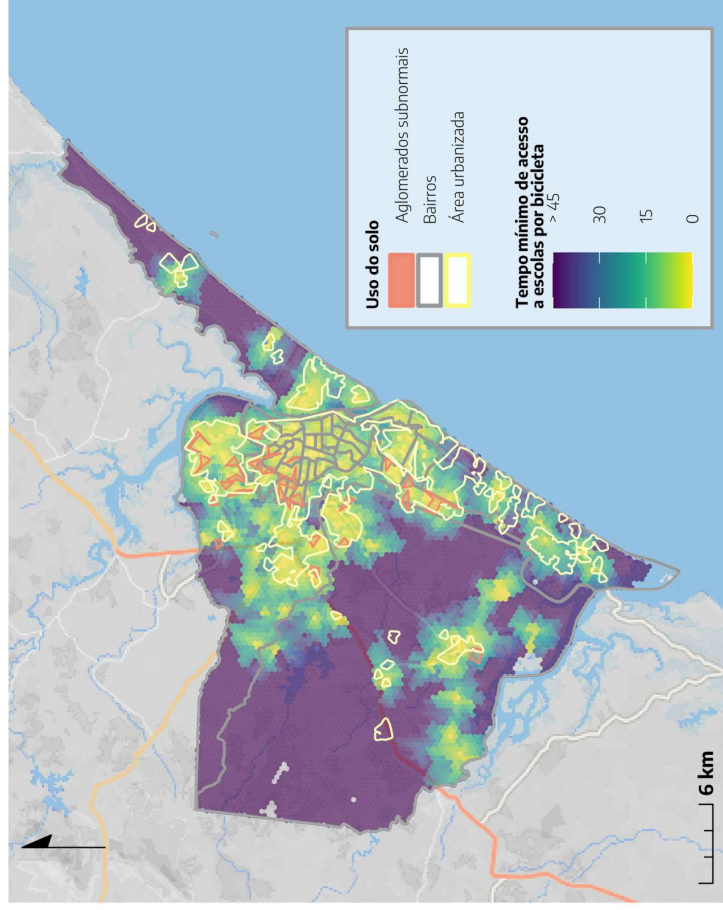 Uso do solo
Aglomerados subnormais
Bairros
Área urbanizada
Tempo mínimo de acesso
a escolas por bicicleta
> 45
30
15
0
6 km